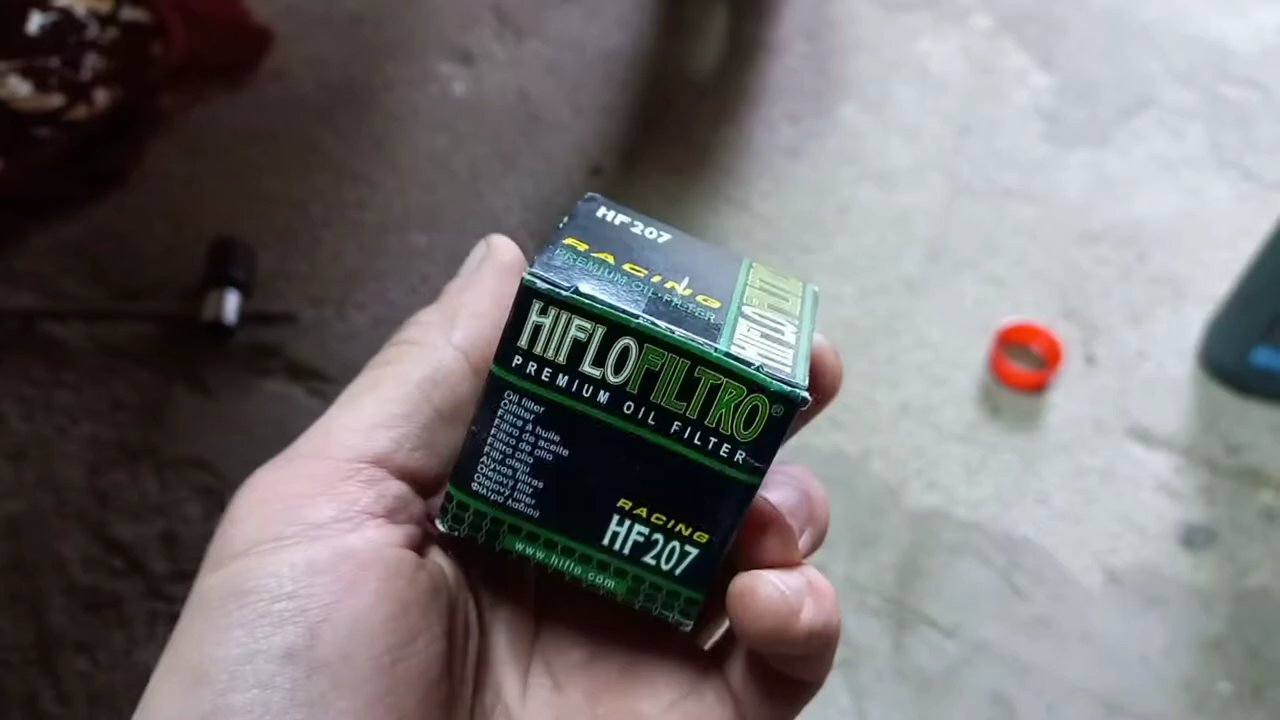 HF207
RACING
PREMIUM OIL FILTER
HIFLOFILTRO
HIFLOFILTRO®
PREMIUM OIL FILTER
Oil filter
Ölfilter
Filtre à huile
Filtro de aceite
Filtro de olio
Filtro olio
Filtr oleju
Alyvos filtras
Olejový filtr
Olejový filter
Φίλτρο λαδιού
RACING
HF207
www.hiflo.com